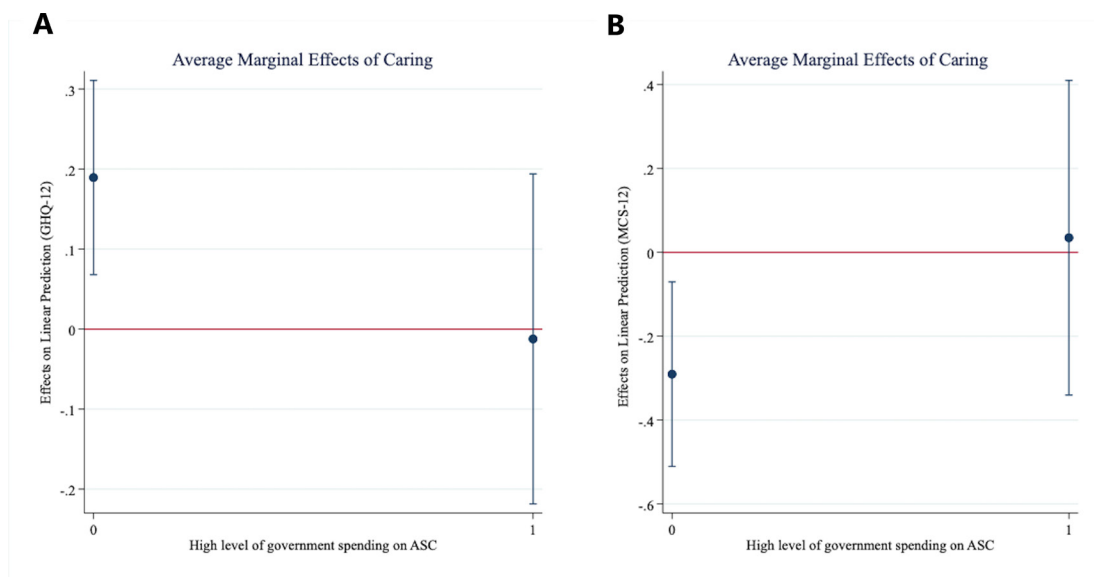 A
Average Marginal Effects of Caring
Effects on Linear Prediction (GHQ-12)
.3
.2
.1
0
-.1
-.2
0 1
High level of government spending on ASC
B
Average Marginal Effects of Caring
Effects on Linear Prediction (MCS-12)
.4
.2
0
-.2
-.4
-.6
0 1
High level of government spending on ASC